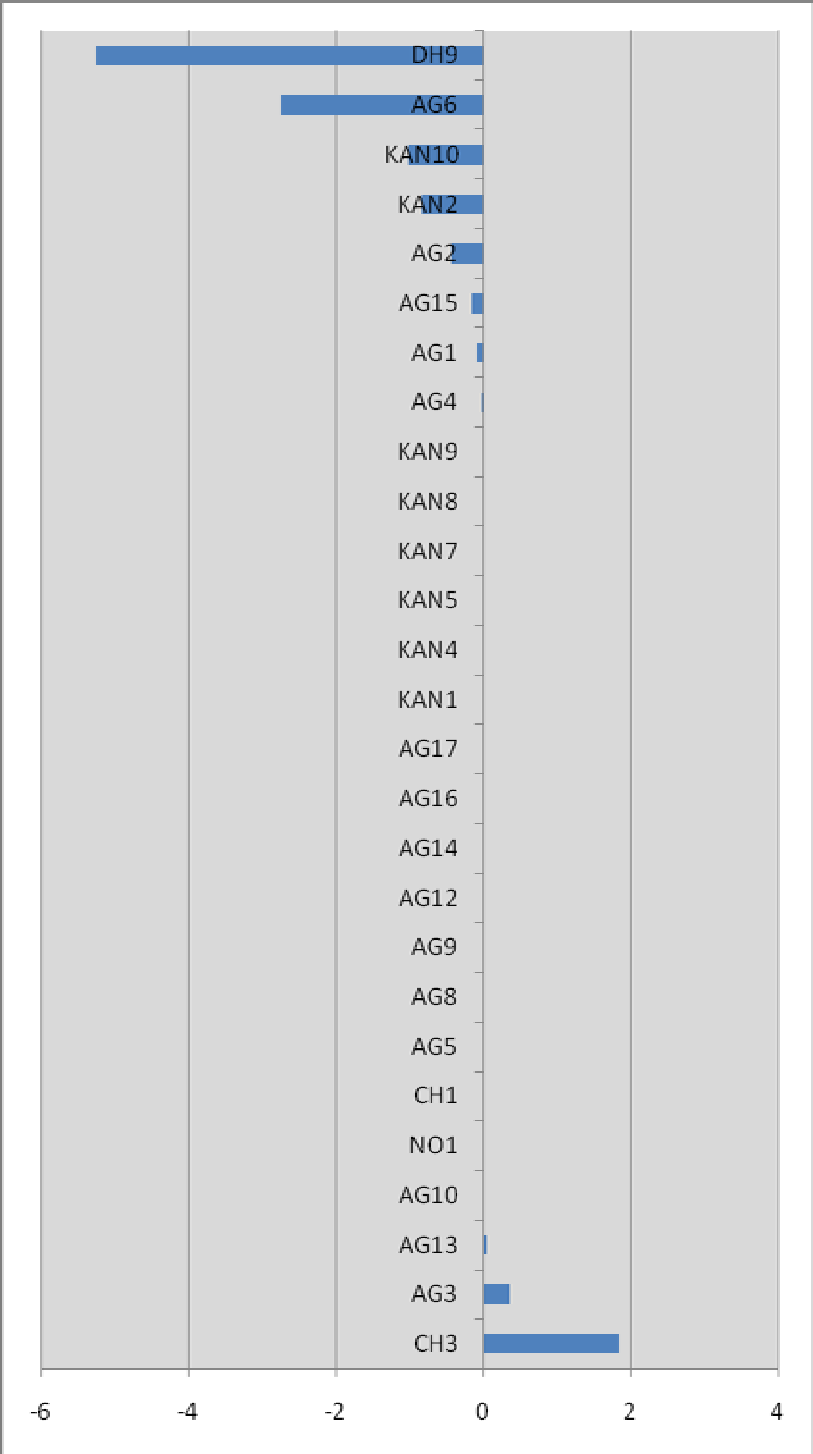 DH9
AG6
KAN10
KAN2
AG2
AG15
AG1
AG4
KAN9
KAN8
KAN7
KAN5
KAN4
KAN1
AG17
AG16
AG14
AG12
AG9
AG8
AG5
CH1
NO1
AG10
AG13
AG3
CH3
-6 -4 -2 0 2 4